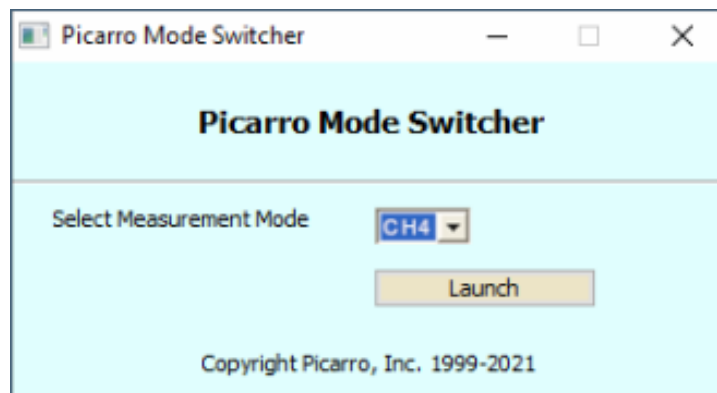 Picarro Mode Switcher
Picarro Mode Switcher
Select Measurement Mode CH4
Launch
Copyright Picarro, Inc. 1999-2021